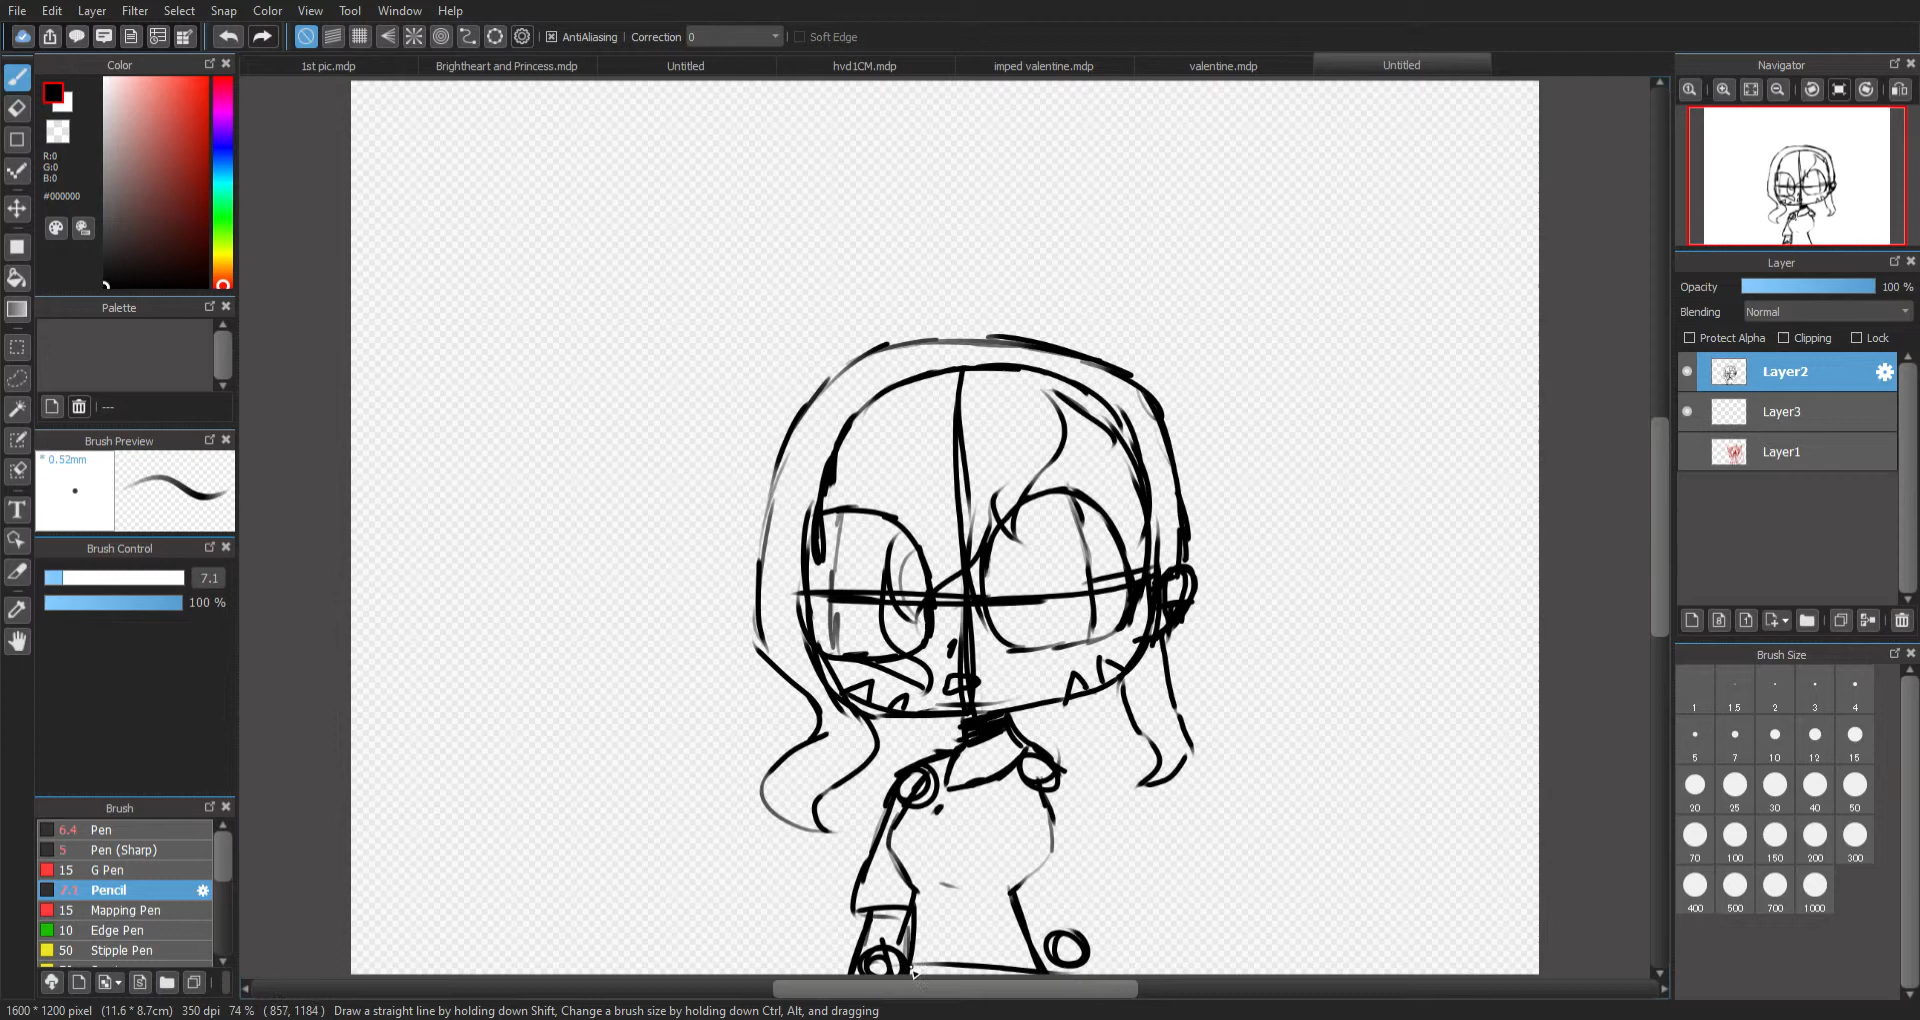 File Edit Layer Filter Select Snap Color View Tool Window Help
AntiAliasing Correction 0 Soft Edge
Color
1st pic.mdp Brightheart and Princess.mdp Untitled hvd1CM.mdp imped valentine.mdp valentine.mdp Untitled
Navigator
R:0
G:0
B:0
#000000
Palette
---
Brush Preview
* 0.52mm
Brush Control
7.1
100 %
Brush
6.4 Pen
5 Pen (Sharp)
15 G Pen
7.1 Pencil
15 Mapping Pen
10 Edge Pen
50 Stipple Pen
Layer
Opacity 100 %
Blending Normal
Protect Alpha Clipping Lock
Layer2
Layer3
Layer1
Brush Size
1 1.5 2 3 4
5 7 10 12 15
20 25 30 40 50
70 100 150 200 300
400 500 700 1000
1600 * 1200 pixel (11.6 * 8.7cm) 350 dpi 74 % ( 857, 1184 ) Draw a straight line by holding down Shift, Change a brush size by holding down Ctrl, Alt, and dragging